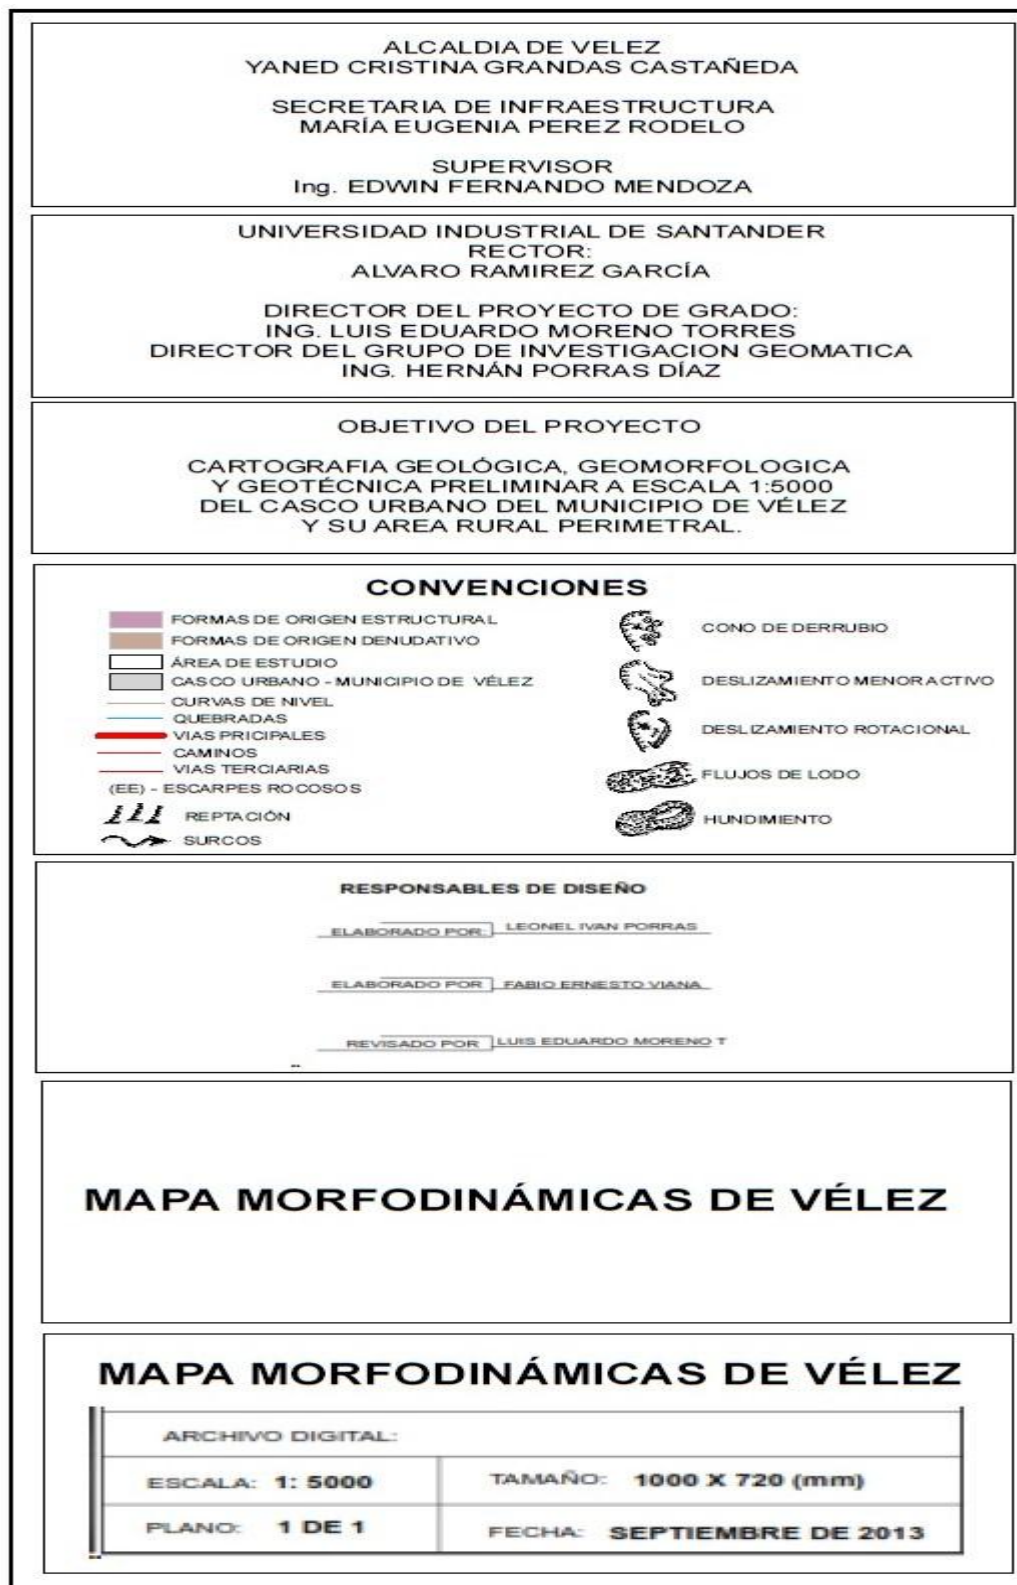 ALCALDIA DE VELEZ
YANED CRISTINA GRANDAS CASTAÑEDA
SECRETARIA DE INFRAESTRUCTURA
MARÍA EUGENIA PEREZ RODELO
SUPERVISOR
Ing. EDWIN FERNANDO MENDOZA
UNIVERSIDAD INDUSTRIAL DE SANTANDER
RECTOR:
ALVARO RAMIREZ GARCÍA
DIRECTOR DEL PROYECTO DE GRADO:
ING. LUIS EDUARDO MORENO TORRES
DIRECTOR DEL GRUPO DE INVESTIGACION GEOMATICA
ING. HERNÁN PORRAS DÍAZ
OBJETIVO DEL PROYECTO
CARTOGRAFIA GEOLÓGICA, GEOMORFOLOGICA
Y GEOTÉCNICA PRELIMINAR A ESCALA 1:5000
DEL CASCO URBANO DEL MUNICIPIO DE VÉLEZ
Y SU AREA RURAL PERIMETRAL.
CONVENCIONES
FORMAS DE ORIGEN ESTRUCTURAL
FORMAS DE ORIGEN DENUDATIVO
ÁREA DE ESTUDIO
CASCO URBANO - MUNICIPIO DE VÉLEZ
CURVAS DE NIVEL
QUEBRADAS
VIAS PRICIPALES
CAMINOS
VIAS TERCIARIAS
(EE) - ESCARPES ROCOSOS
REPTACIÓN
SURCOS
CONO DE DERRUBIO
DESLIZAMIENTO MENOR ACTIVO
DESLIZAMIENTO ROTACIONAL
FLUJOS DE LODO
HUNDIMIENTO
RESPONSABLES DE DISEÑO
ELABORADO POR: LEONEL IVAN PORRAS
ELABORADO POR FABIO ERNESTO VIANA
REVISADO POR LUIS EDUARDO MORENO T
MAPA MORFODINÁMICAS DE VÉLEZ
MAPA MORFODINÁMICAS DE VÉLEZ
ARCHIVO DIGITAL:
ESCALA: 1: 5000 TAMAÑO: 1000 X 720 (mm)
PLANO: 1 DE 1 FECHA: SEPTIEMBRE DE 2013